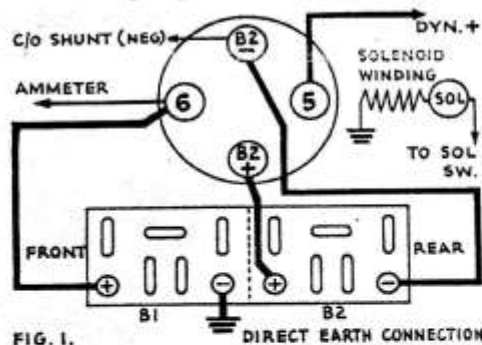 C/O SHUNT (NEG)
B2
−
DYN.+
SOLENOID
WINDING
AMMETER
6
5
SOL
B2
+
TO SOL
SW.
FRONT
REAR
+
−
+
−
B1
B2
FIG. 1.
DIRECT EARTH CONNECTION